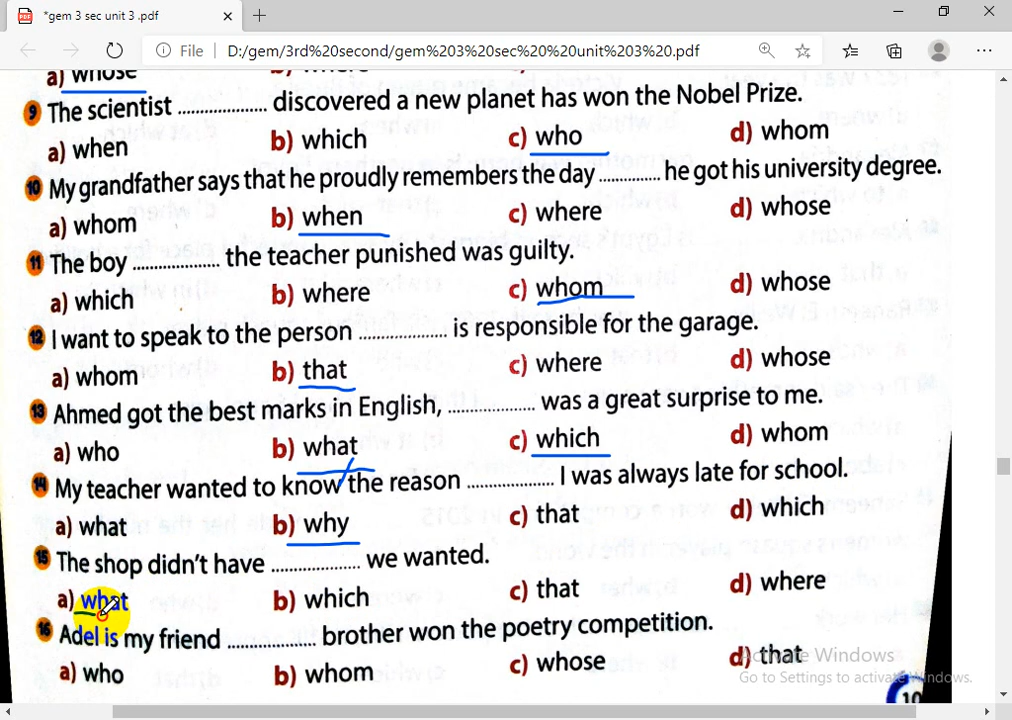 *gem 3 sec unit 3 .pdf
File D:/gem/3rd%20second/gem%203%20sec%20%20unit%203%20.pdf
a) whose
9 The scientist .................. discovered a new planet has won the Nobel Prize.
a) when b) which c) who d) whom
10 My grandfather says that he proudly remembers the day ............ he got his university degree.
a) whom b) when c) where d) whose
11 The boy .................. the teacher punished was guilty.
a) which b) where c) whom d) whose
12 I want to speak to the person .................. is responsible for the garage.
a) whom b) that c) where d) whose
13 Ahmed got the best marks in English, .................. was a great surprise to me.
a) who b) what c) which d) whom
14 My teacher wanted to know the reason .................. I was always late for school.
a) what b) why c) that d) which
15 The shop didn't have .................. we wanted.
a) what b) which c) that d) where
16 Adel is my friend .................. brother won the poetry competition.
a) who b) whom c) whose d) that
Activate Windows
Go to Settings to activate Windows.